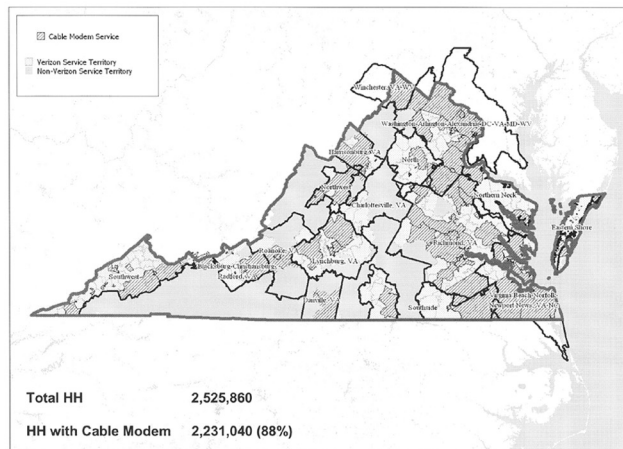 Cable Modem Service
Verizon Service Territory
Non-Verizon Service Territory
Winchester, VA-WV
Washington-Arlington-Alexandria-DC-VA-MD-WV
Harrisonburg, VA
North
Northwest
Northern Neck
Charlottesville, VA
Eastern Shore
Richmond
Roanoke
Lynchburg, VA
Blacksburg-Christiansburg
Radford
Southwest
Danville
Southside
Virginia Beach-Norfolk
Newport News, VA-NC
Total HH 2,525,860
HH with Cable Modem 2,231,040 (88%)